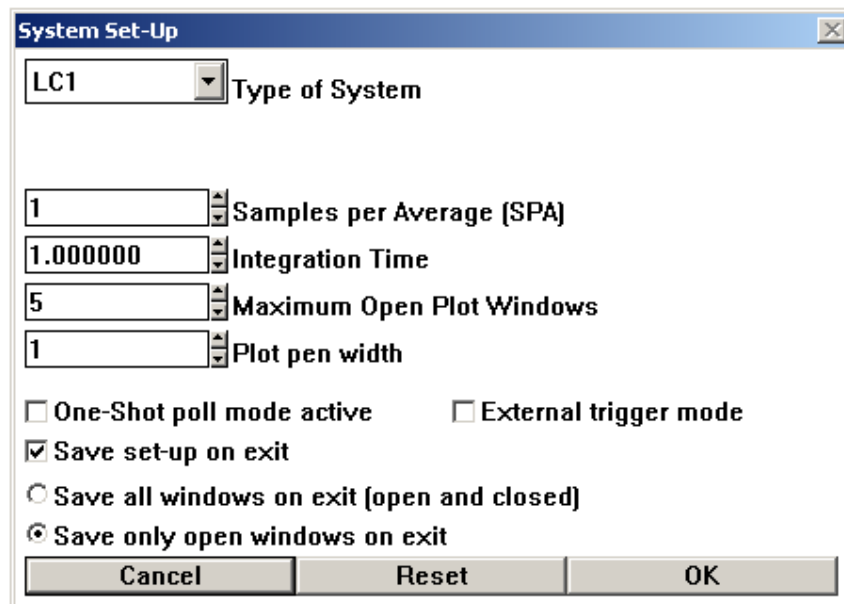 System Set-Up
LC1 Type of System
1 Samples per Average (SPA)
1.000000 Integration Time
5 Maximum Open Plot Windows
1 Plot pen width
One-Shot poll mode active External trigger mode
Save set-up on exit
Save all windows on exit (open and closed)
Save only open windows on exit
Cancel Reset OK